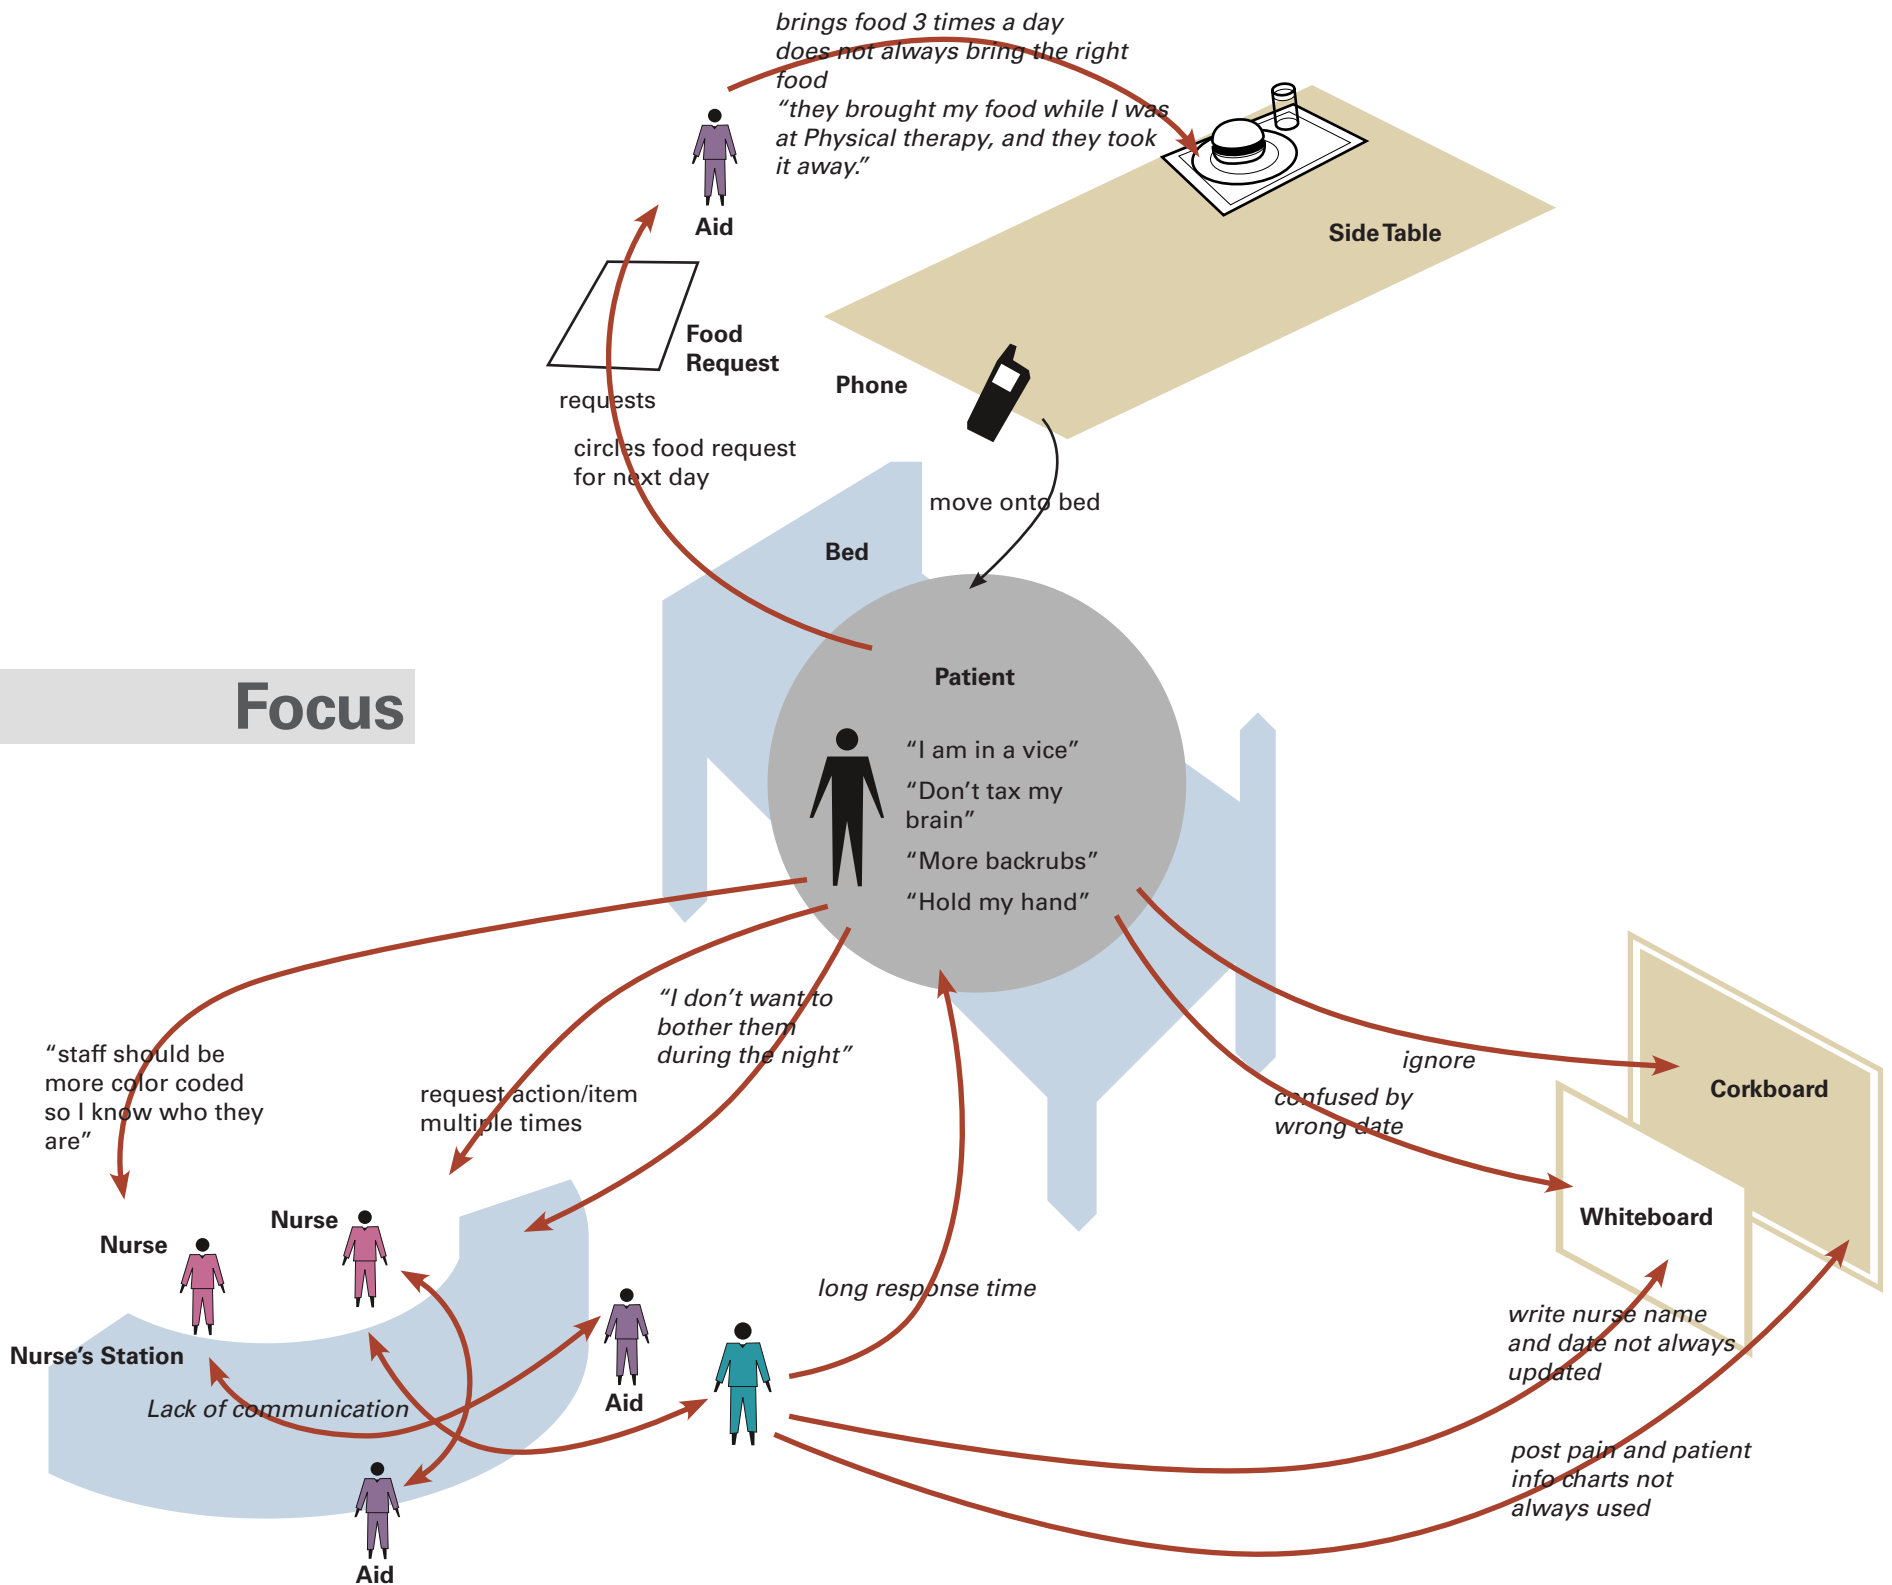 brings food 3 times a day
does not always bring the right
food
“they brought my food while I was
at Physical therapy, and they took
it away.”
Aid
Side Table
Food
Request
Phone
requests
circles food request
for next day
move onto bed
Bed
Patient
Focus
“I am in a vice”
“Don’t tax my
brain”
“More backrubs”
“Hold my hand”
“I don’t want to
bother them
during the night”
“staff should be
more color coded
so I know who they
are”
request action/item
multiple times
ignore
confused by
wrong date
Corkboard
Whiteboard
Nurse
Nurse
long response time
Nurse’s Station
Lack of communication
Aid
Aid
write nurse name
and date not always
updated
post pain and patient
info charts not
always used